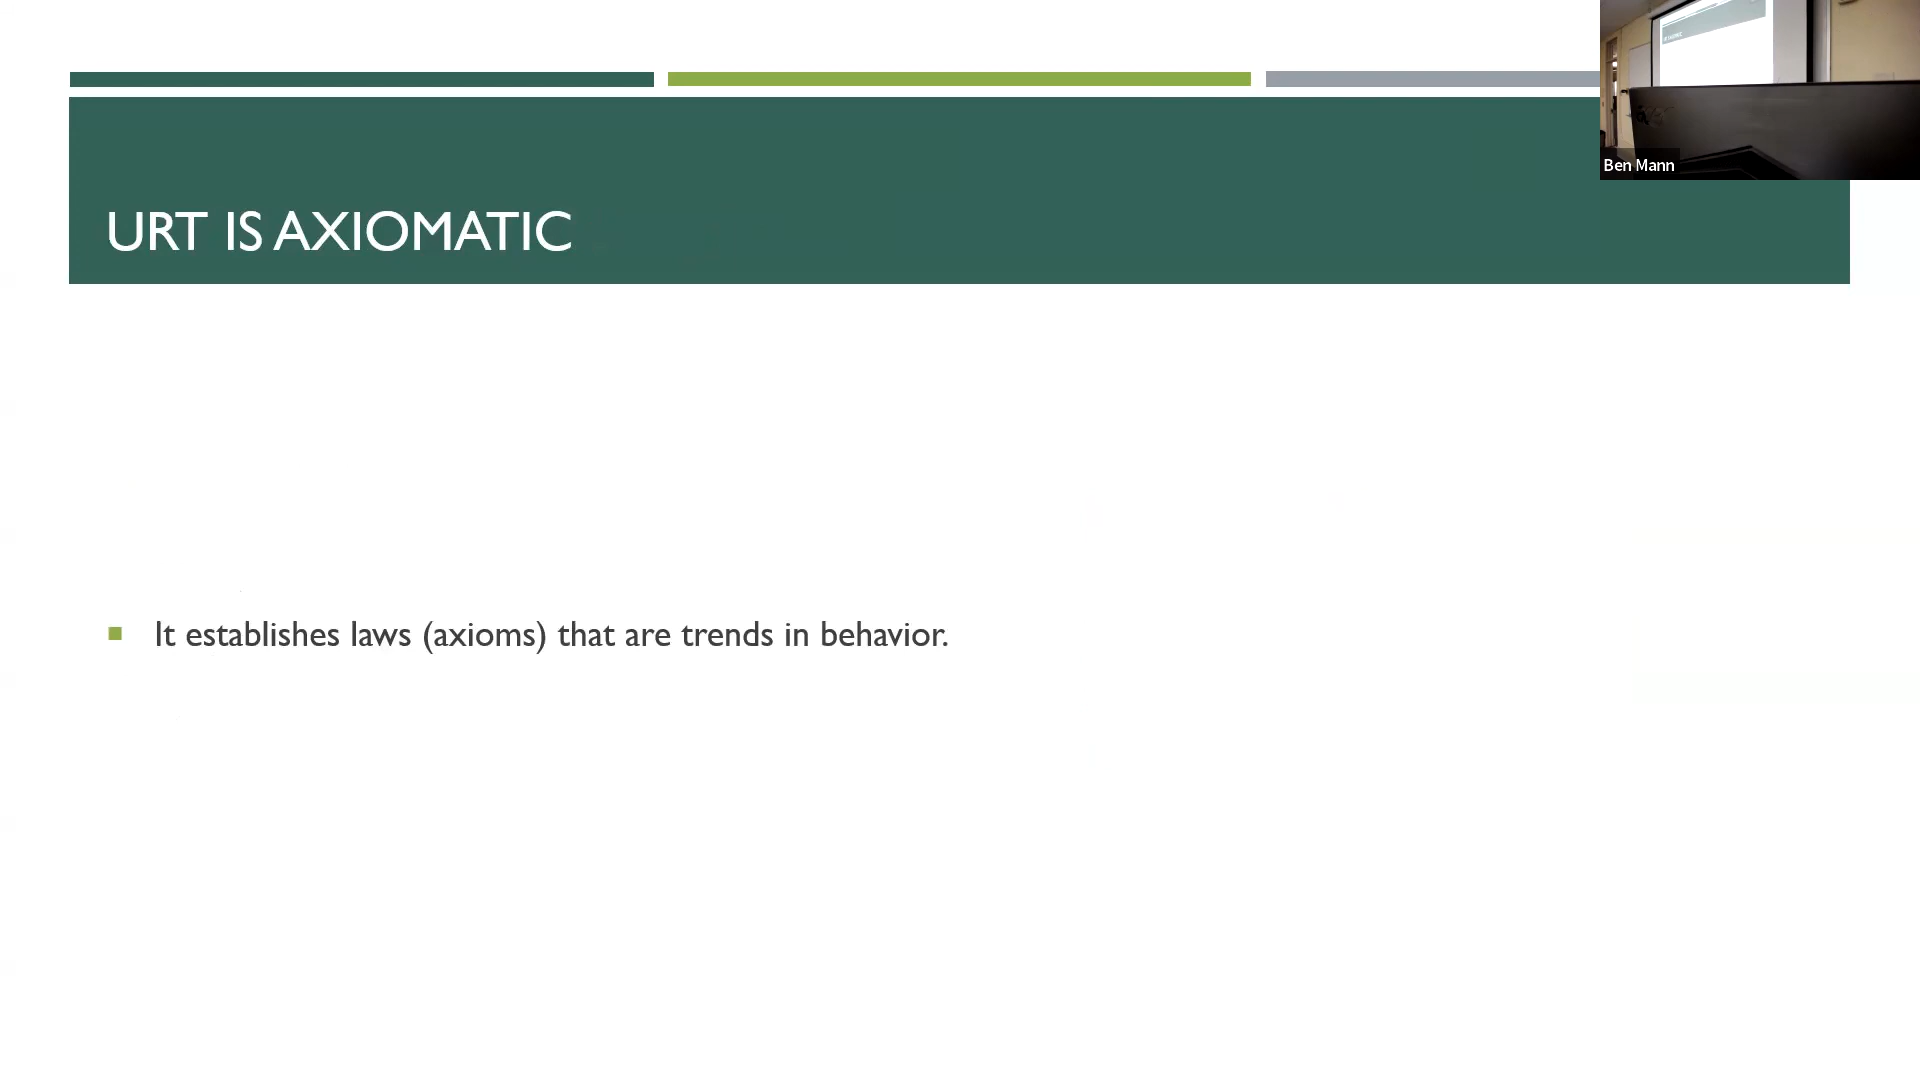 URT IS AXIOMATIC
It establishes laws (axioms) that are trends in behavior.
Ben Mann